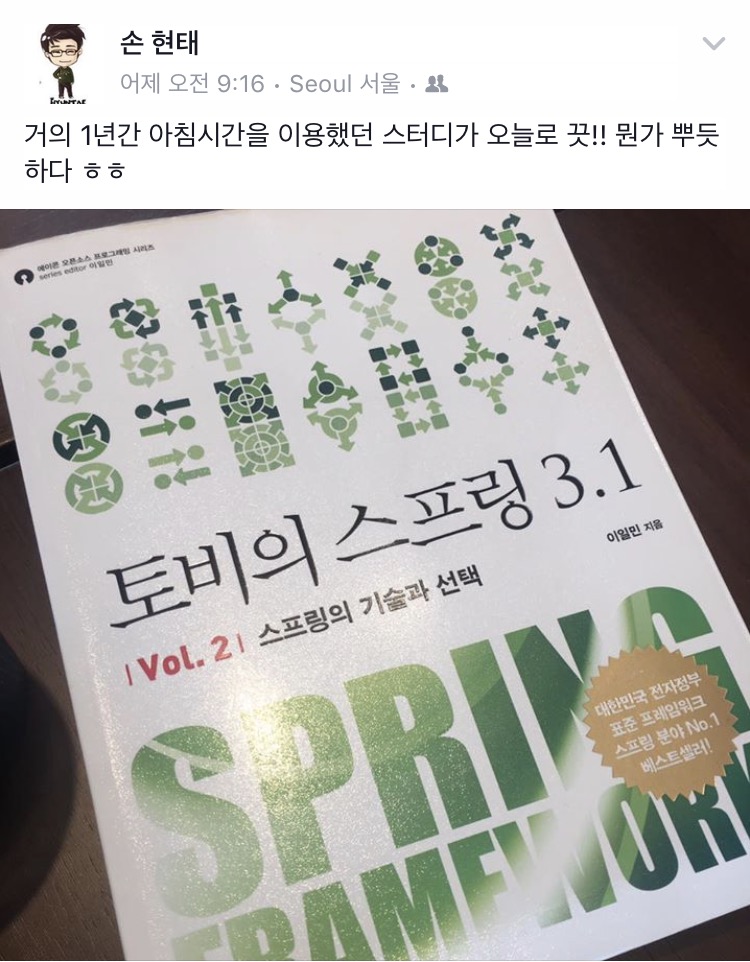 손 현태
어제 오전 9:16 · Seoul 서울 ·
거의 1년간 아침시간을 이용했던 스터디가 오늘로 끗!! 뭔가 뿌듯
하다 ㅎㅎ
에이콘 오픈소스 프로그래밍 시리즈
series editor 이일민
토비의 스프링 3.1
이일민 지음
Vol. 2 스프링의 기술과 선택
대한민국 전자정부
표준 프레임워크
스프링 분야 No.1
베스트셀러!
SPRING
FRAMEWORK